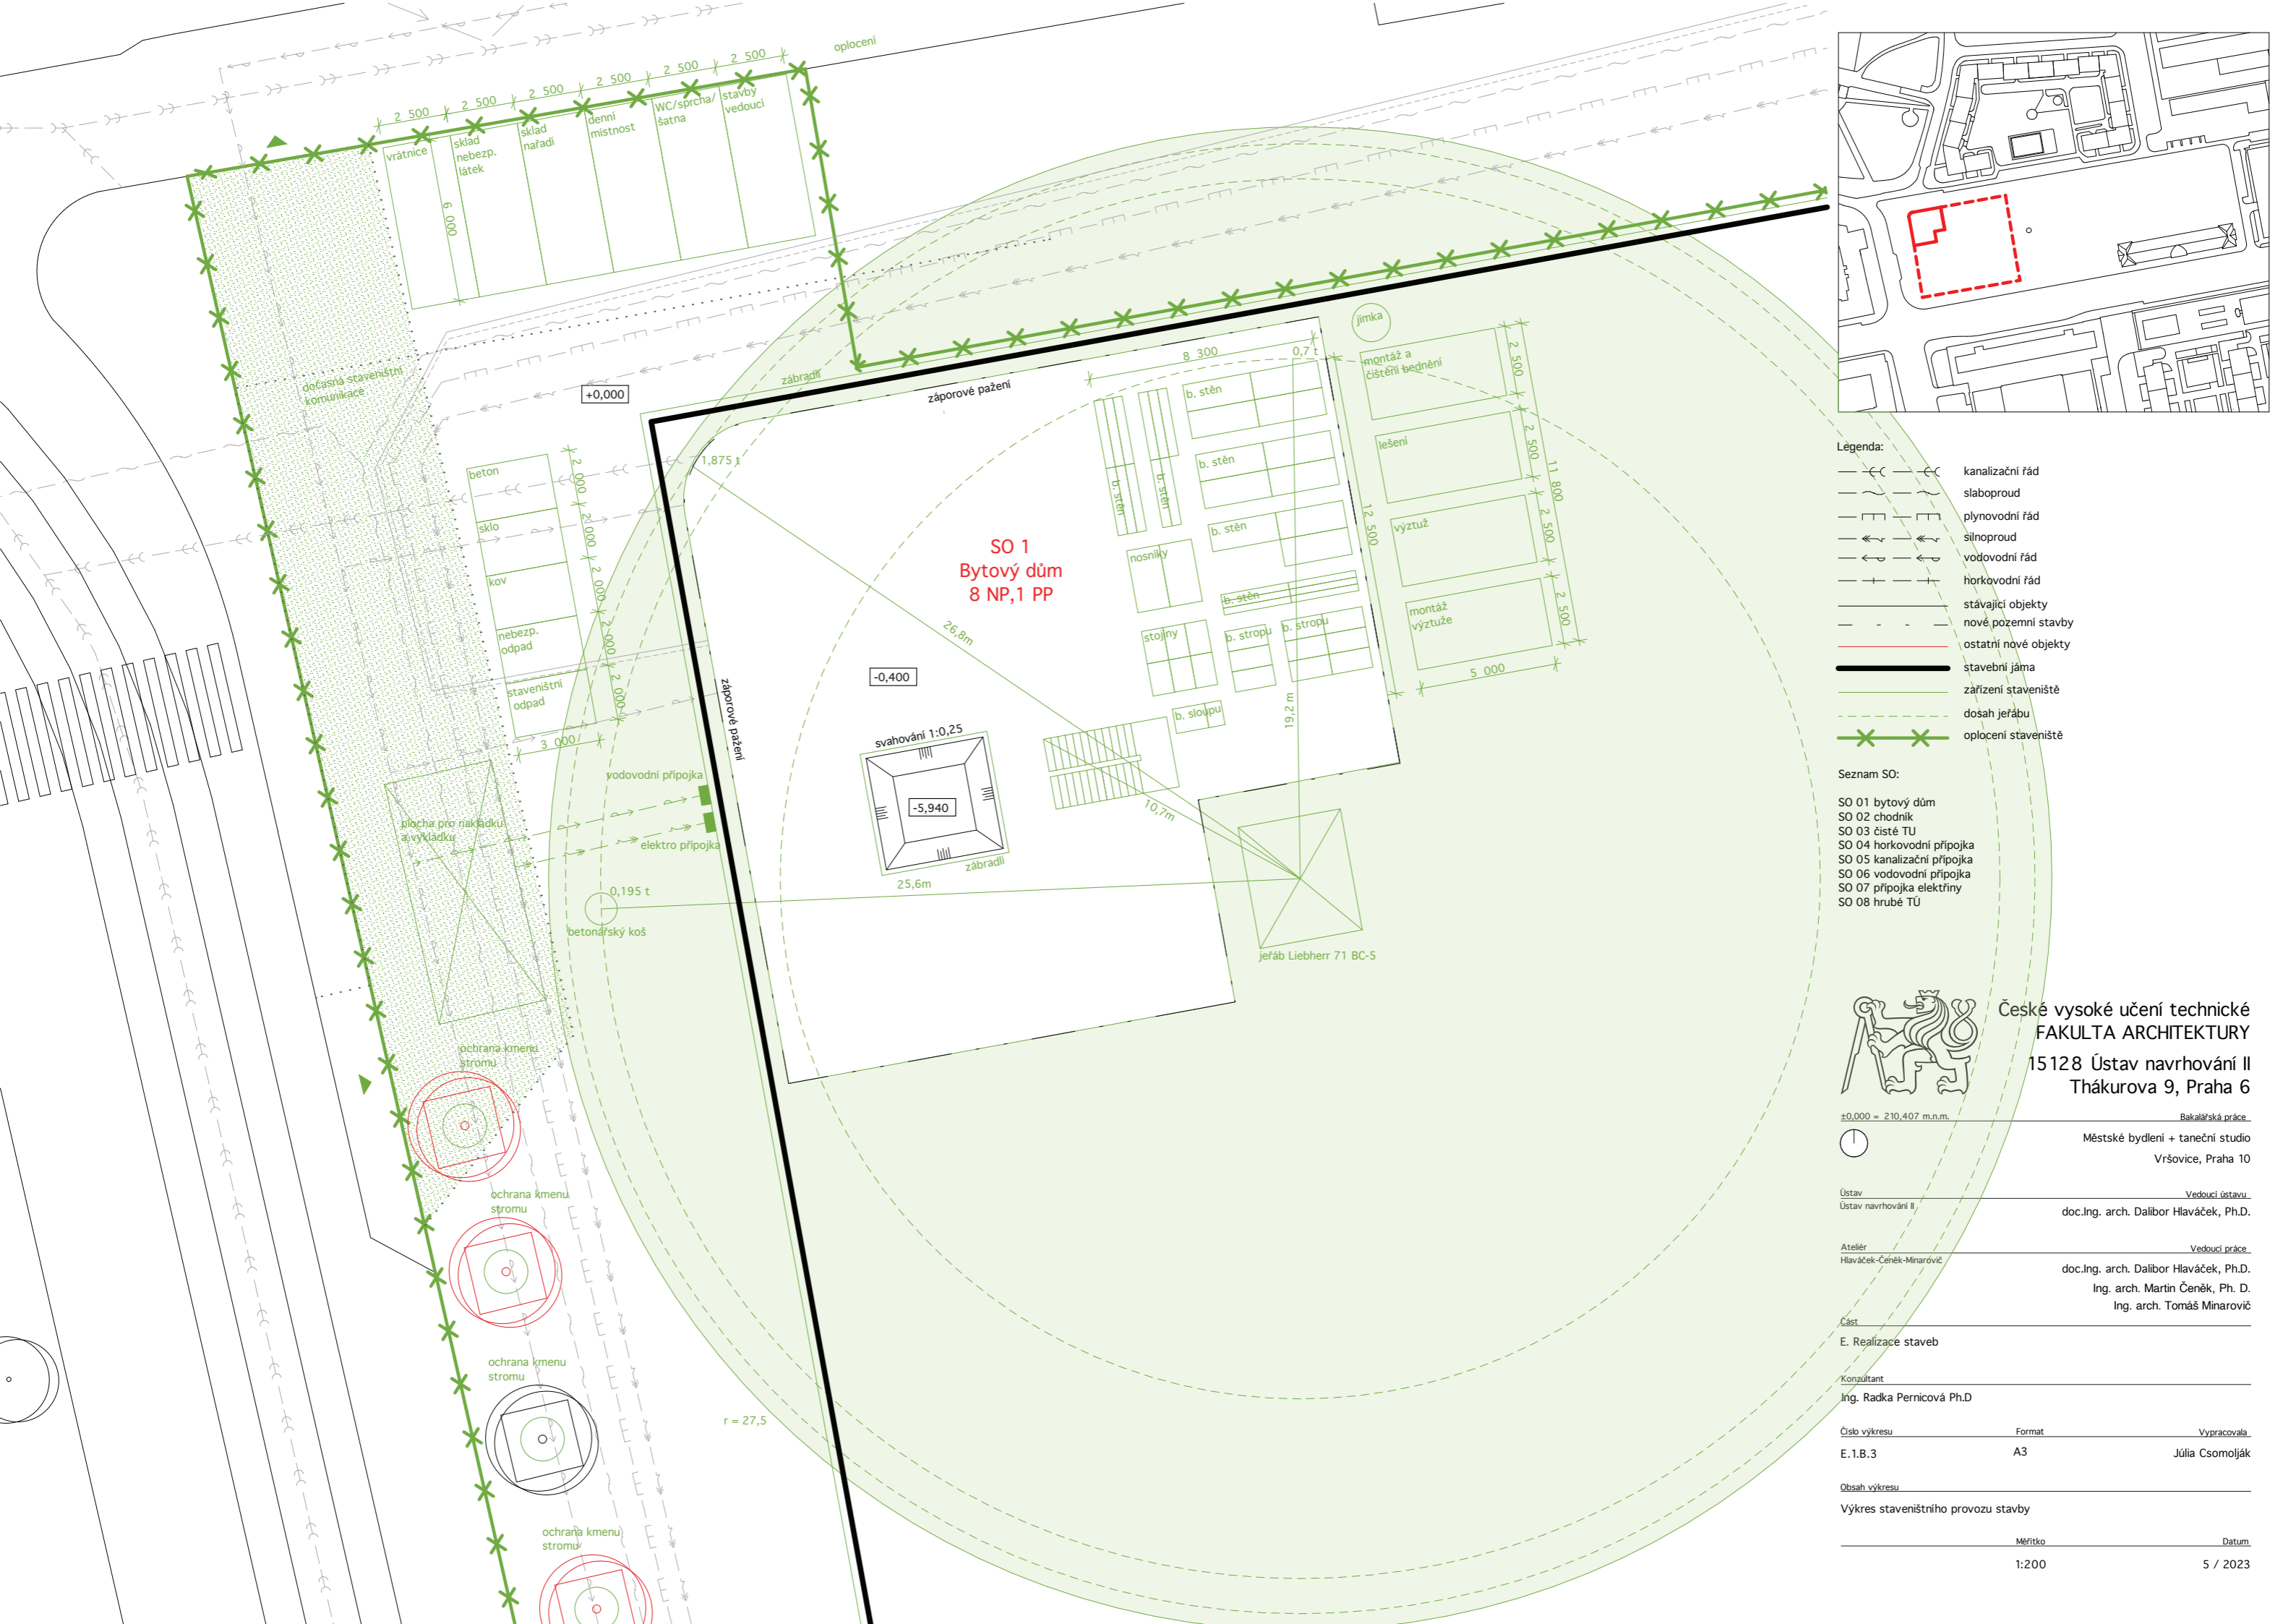 oplocení
2 500
2 500
2 500
2 500
2 500
2 500
vrátnice
sklad
nebezp.
látek
sklad
nářadí
denní
místnost
WC/sprcha/
šatna
stavby
vedoucí
6 000
dočasná staveništní
komunikace
+0,000
zábradlí
záporové pažení
8 300
0,7 t
jímka
montáž a
čištění bednění
2 500
lešení
2 500
11 800
výztuž
2 500
montáž
výztuže
2 500
5 000
12 500
b. stěn
b. stěn
b. stěn
b. stěn
b. stěn
b. stěn
nosníky
stojiny
b. stropu
b. stropu
b. sloupu
1,875 t
beton
sklo
kov
nebezp.
odpad
staveništní
odpad
2 000
2 000
2 000
2 000
2 000
3 000
SO 1
Bytový dům
8 NP,1 PP
26,8m
-0,400
19,2 m
10,7m
svahování 1:0,25
-5,940
zábradlí
25,6m
záporové pažení
vodovodní přípojka
elektro přípojka
plocha pro nakládku
a vykládku
0,195 t
betonářský koš
jeřáb Liebherr 71 BC-5
ochrana kmenu
stromu
ochrana kmenu
stromu
ochrana kmenu
stromu
ochrana kmenu
stromu
r = 27,5
Legenda:
kanalizační řád
slaboproud
plynovodní řád
silnoproud
vodovodní řád
horkovodní řád
stávající objekty
nové pozemní stavby
ostatní nové objekty
stavební jáma
zařízení staveniště
dosah jeřábu
oplocení staveniště
Seznam SO:
SO 01 bytový dům
SO 02 chodník
SO 03 čisté TU
SO 04 horkovodní přípojka
SO 05 kanalizační přípojka
SO 06 vodovodní přípojka
SO 07 přípojka elektřiny
SO 08 hrubé TÚ
České vysoké učení technické
FAKULTA ARCHITEKTURY
15128 Ústav navrhování II
Thákurova 9, Praha 6
±0,000 = 210,407 m.n.m.
Bakalářská práce
Městské bydlení + taneční studio
Vršovice, Praha 10
Ústav
Vedoucí ústavu
Ústav navrhování II
doc.Ing. arch. Dalibor Hlaváček, Ph.D.
Ateliér
Vedoucí práce
Hlaváček-Čeněk-Minarovič
doc.Ing. arch. Dalibor Hlaváček, Ph.D.
Ing. arch. Martin Čeněk, Ph. D.
Ing. arch. Tomáš Minarovič
Část
E. Realizace staveb
Konzultant
Ing. Radka Pernicová Ph.D
Číslo výkresu
Format
Vypracovala
E.1.B.3
A3
Júlia Csomolják
Obsah výkresu
Výkres staveništního provozu stavby
Měřítko
Datum
1:200
5 / 2023